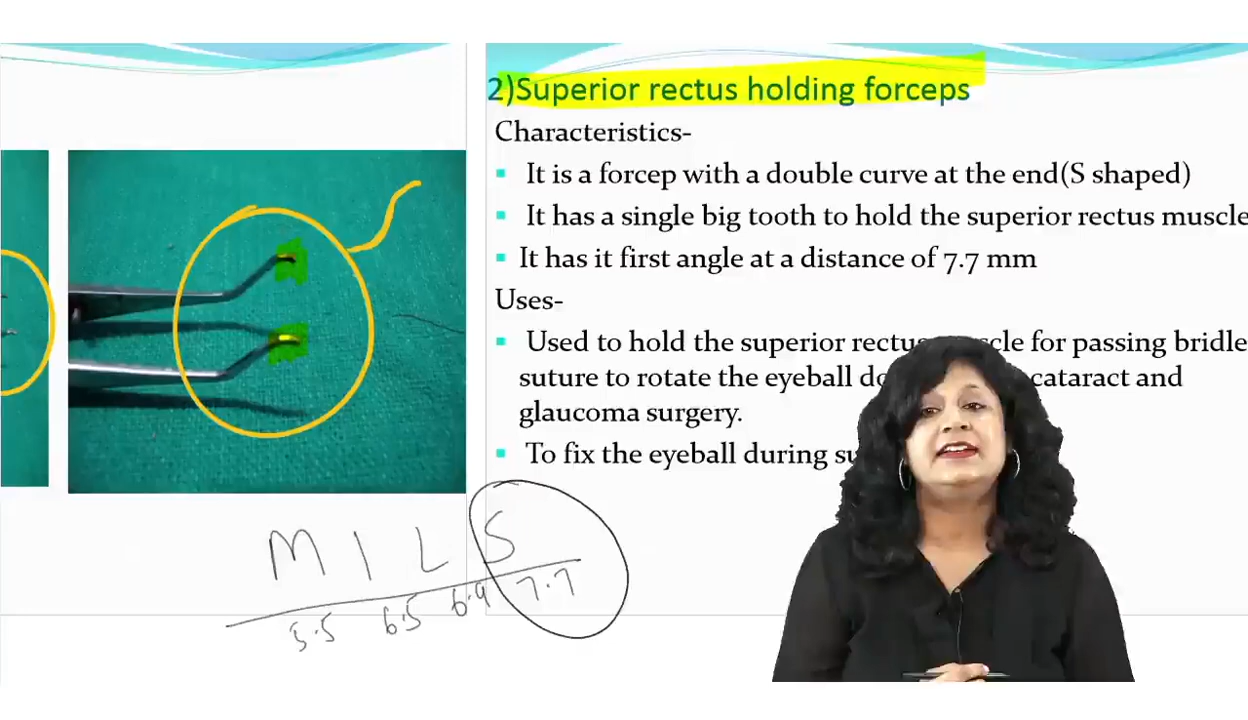 2)Superior rectus holding forceps
Characteristics-
It is a forcep with a double curve at the end(S shaped)
It has a single big tooth to hold the superior rectus muscle
It has it first angle at a distance of 7.7 mm
Uses-
Used to hold the superior rectus for passing bridle
suture to rotate the eyeball cataract and
glaucoma surgery.
To fix the eyeball during
M I L S
5.5 6.5 6.9 7.7